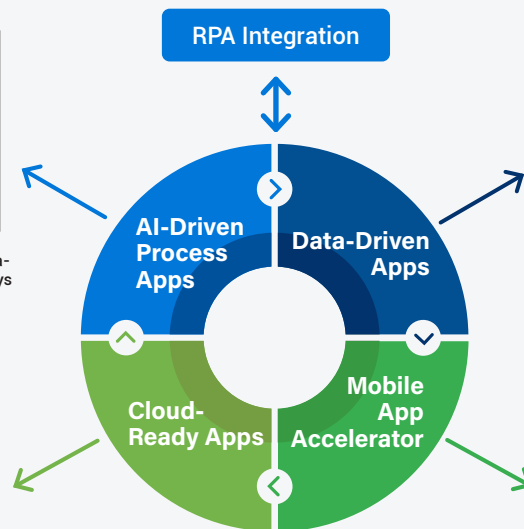 RPA Integration
AI-Driven
Process
Apps
Data-Driven
Apps
Mobile
App
Accelerator
Cloud-
Ready Apps